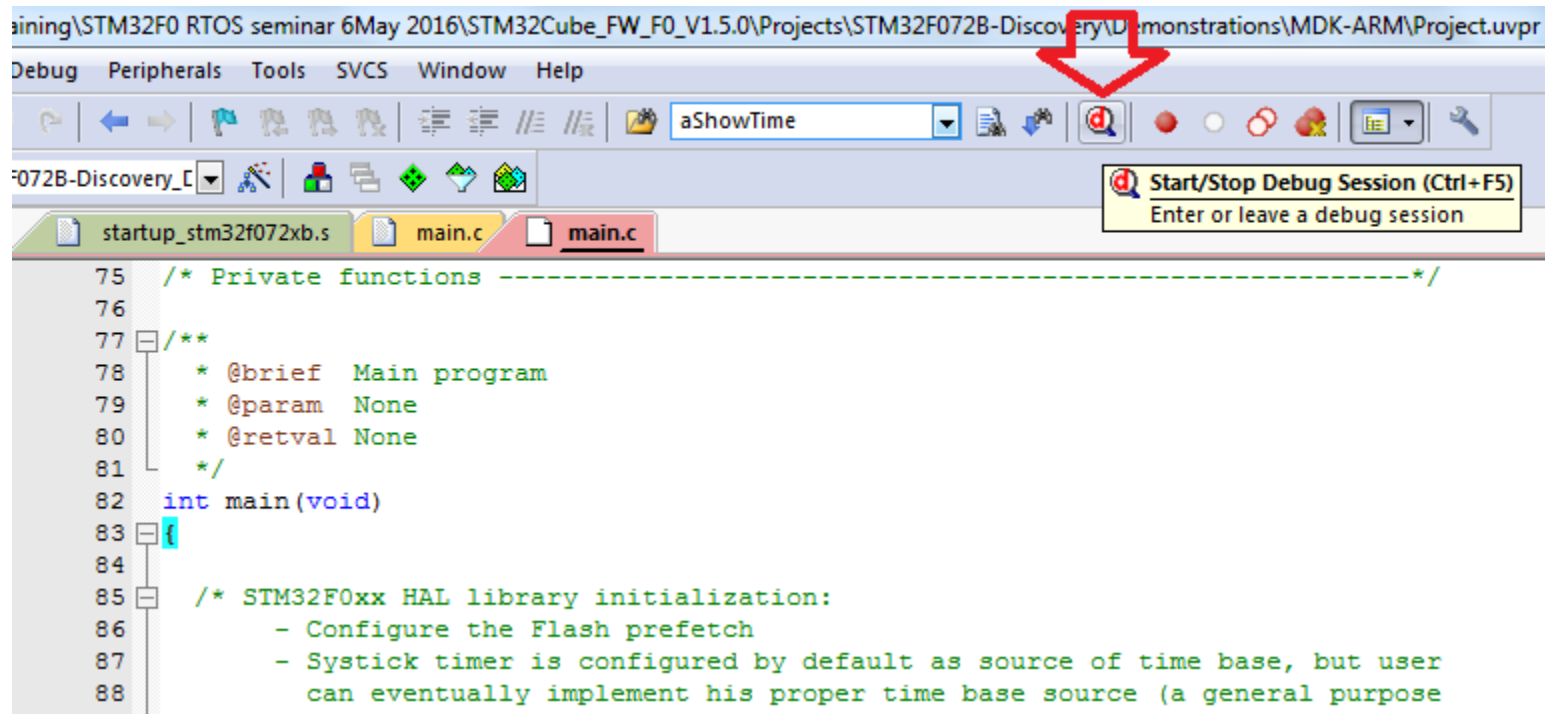 aining\STM32F0 RTOS seminar 6May 2016\STM32Cube_FW_F0_V1.5.0\Projects\STM32F072B-Discovery\Demonstrations\MDK-ARM\Project.uvpr
Debug Peripherals Tools SVCS Window Help
aShowTime
F072B-Discovery_D
Start/Stop Debug Session (Ctrl+F5)
Enter or leave a debug session
startup_stm32f072xb.s main.c main.c
75 /* Private functions ---------------------------------------------------------*/
76
77 /**
78 * @brief Main program
79 * @param None
80 * @retval None
81 */
82 int main(void)
83 {
84
85 /* STM32F0xx HAL library initialization:
86 - Configure the Flash prefetch
87 - Systick timer is configured by default as source of time base, but user
88 can eventually implement his proper time base source (a general purpose